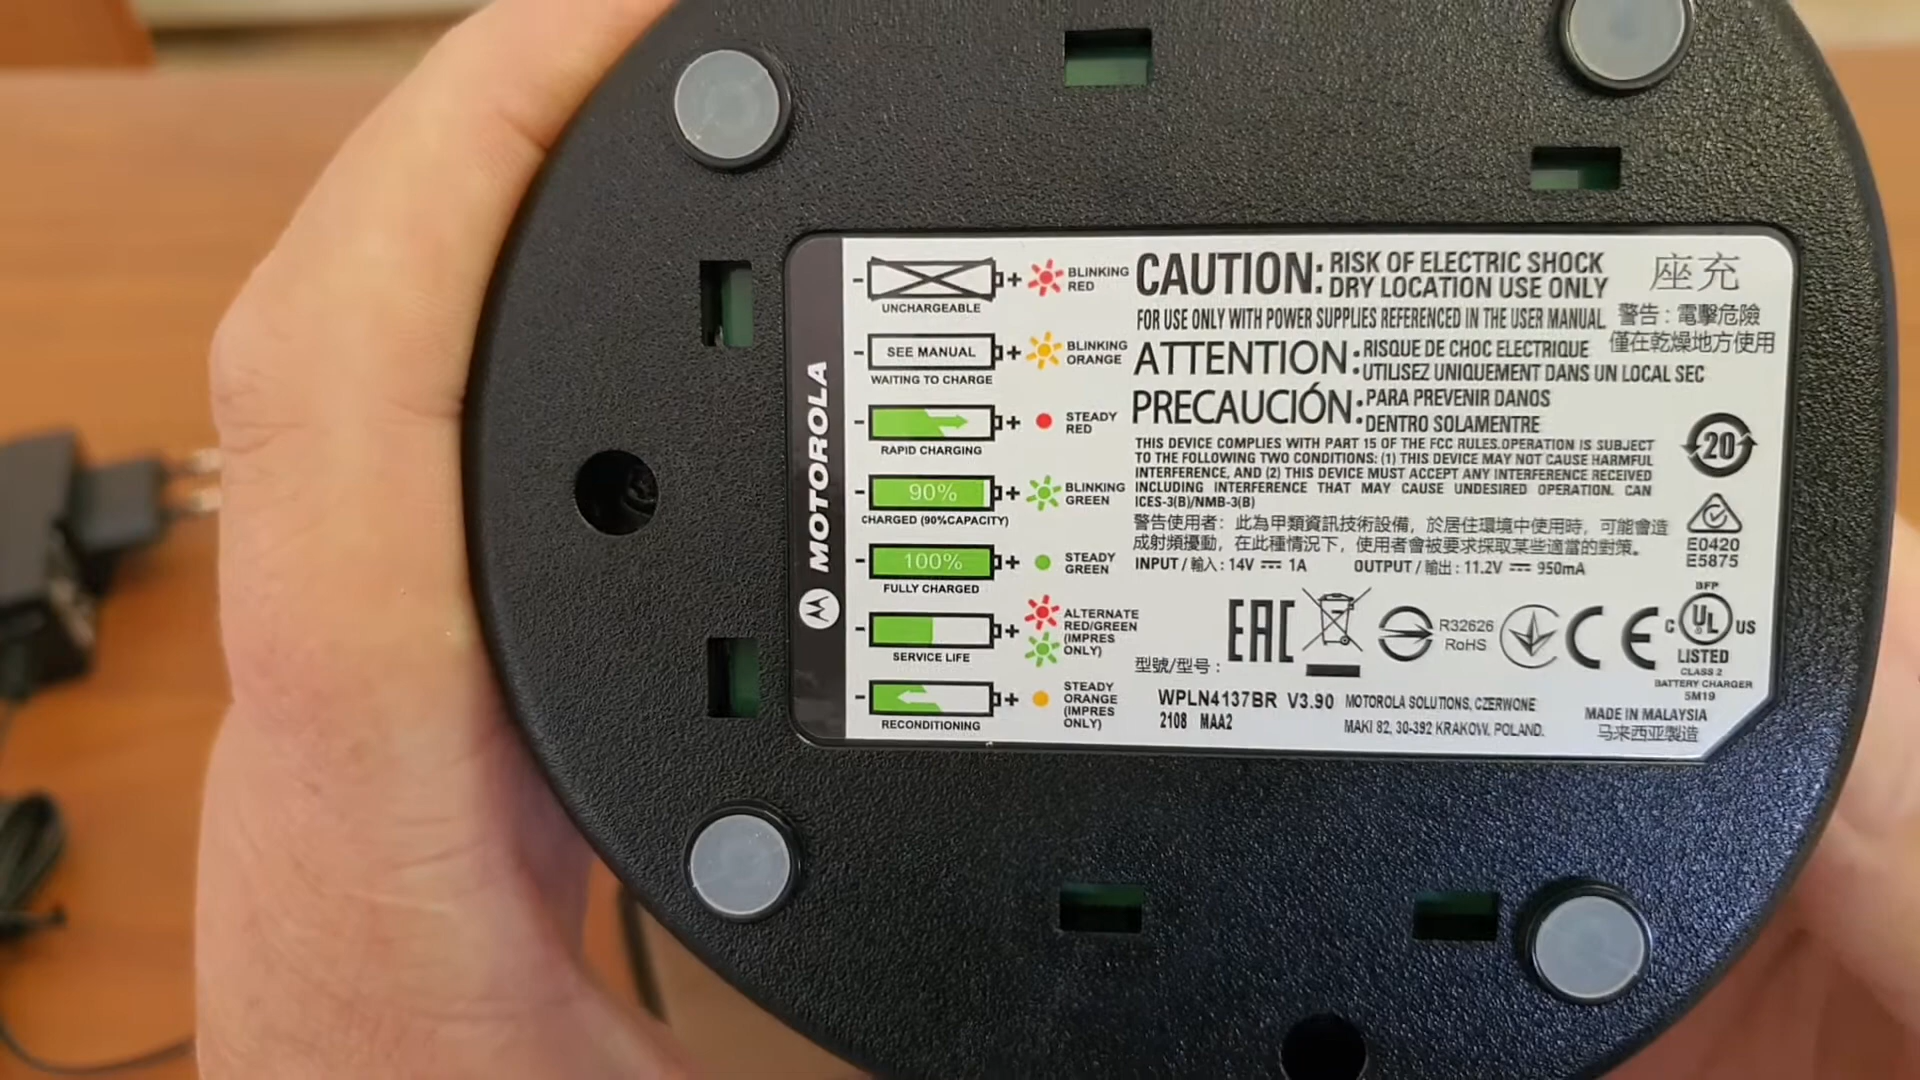 MOTOROLA
UNCHARGEABLE
BLINKING
RED
SEE MANUAL
WAITING TO CHARGE
BLINKING
ORANGE
RAPID CHARGING
STEADY
RED
90%
CHARGED (90%CAPACITY)
BLINKING
GREEN
100%
FULLY CHARGED
STEADY
GREEN
SERVICE LIFE
ALTERNATE
RED/GREEN
(IMPRES
ONLY)
RECONDITIONING
STEADY
ORANGE
(IMPRES
ONLY)
CAUTION: RISK OF ELECTRIC SHOCK
DRY LOCATION USE ONLY
FOR USE ONLY WITH POWER SUPPLIES REFERENCED IN THE USER MANUAL
座充
警告 : 電擊危險
僅在乾燥地方使用
ATTENTION : RISQUE DE CHOC ELECTRIQUE
UTILISEZ UNIQUEMENT DANS UN LOCAL SEC
PRECAUCIÓN : PARA PREVENIR DANOS
DENTRO SOLAMENTRE
THIS DEVICE COMPLIES WITH PART 15 OF THE FCC RULES.OPERATION IS SUBJECT
TO THE FOLLOWING TWO CONDITIONS: (1) THIS DEVICE MAY NOT CAUSE HARMFUL
INTERFERENCE, AND (2) THIS DEVICE MUST ACCEPT ANY INTERFERENCE RECEIVED
INCLUDING INTERFERENCE THAT MAY CAUSE UNDESIRED OPERATION. CAN
ICES-3(B)/NMB-3(B)
警告使用者: 此為甲類資訊技術設備, 於居住環境中使用時, 可能會造
成射頻擾動, 在此種情況下, 使用者會被要求採取某些適當的對策。
INPUT / 輸入 : 14V 1A
OUTPUT / 輸出 : 11.2V 950mA
20
E0420
E5875
EAC
R32626
RoHS
CE
BFP
C UL US
LISTED
CLASS 2
BATTERY CHARGER
5M19
型號/型号 :
WPLN4137BR V3.90
2108 MAA2
MOTOROLA SOLUTIONS, CZERWONE
MAKI 82, 30-392 KRAKOW, POLAND.
MADE IN MALAYSIA
马来西亚製造